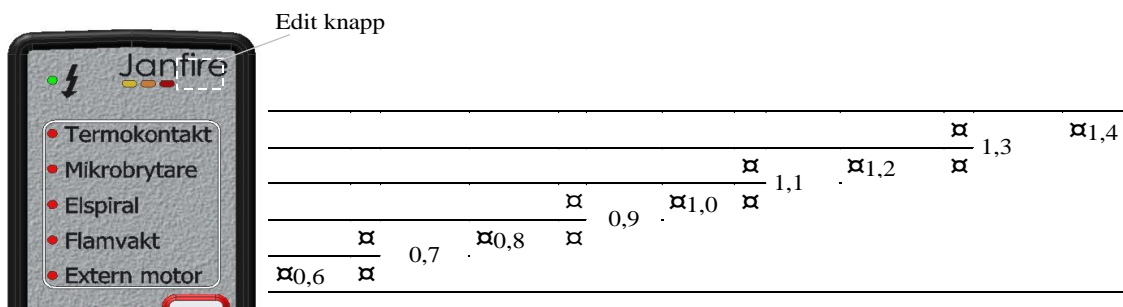 Edit knapp
Janfire
Termokontakt ¤ ¤1,4
1,3
Mikrobrytare ¤ ¤1,2 ¤
1,1
Elspiral ¤ ¤1,0 ¤
0,9
Flamvakt ¤ ¤0,8 ¤
0,7
Extern motor ¤0,6 ¤